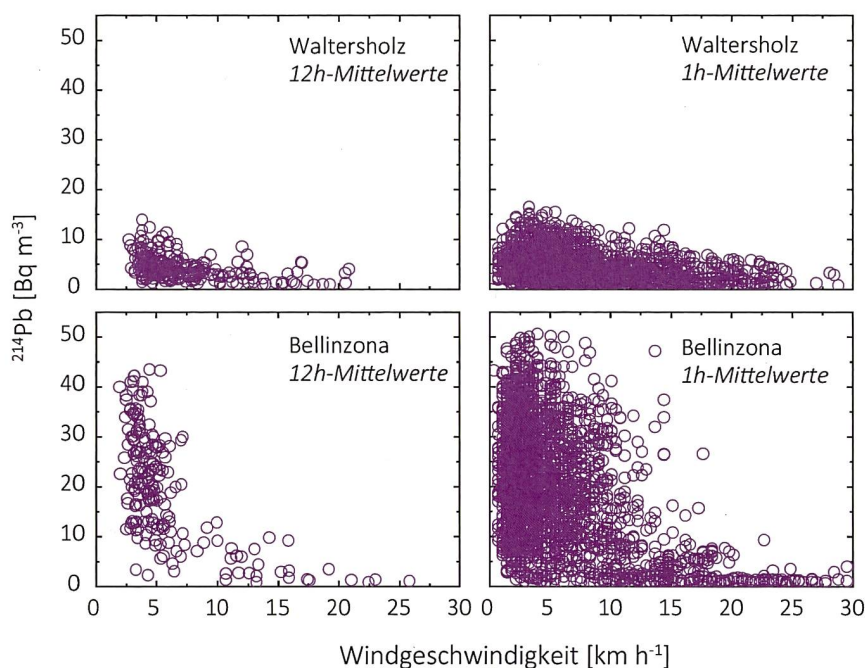 Waltersholz
12h-Mittelwerte
Waltersholz
1h-Mittelwerte
Bellinzona
12h-Mittelwerte
Bellinzona
1h-Mittelwerte
²¹⁴Pb [Bq m⁻³]
50
40
30
20
10
0
50
40
30
20
10
0
0 5 10 15 20 25 30
0 5 10 15 20 25 30
Windgeschwindigkeit [km h⁻¹]